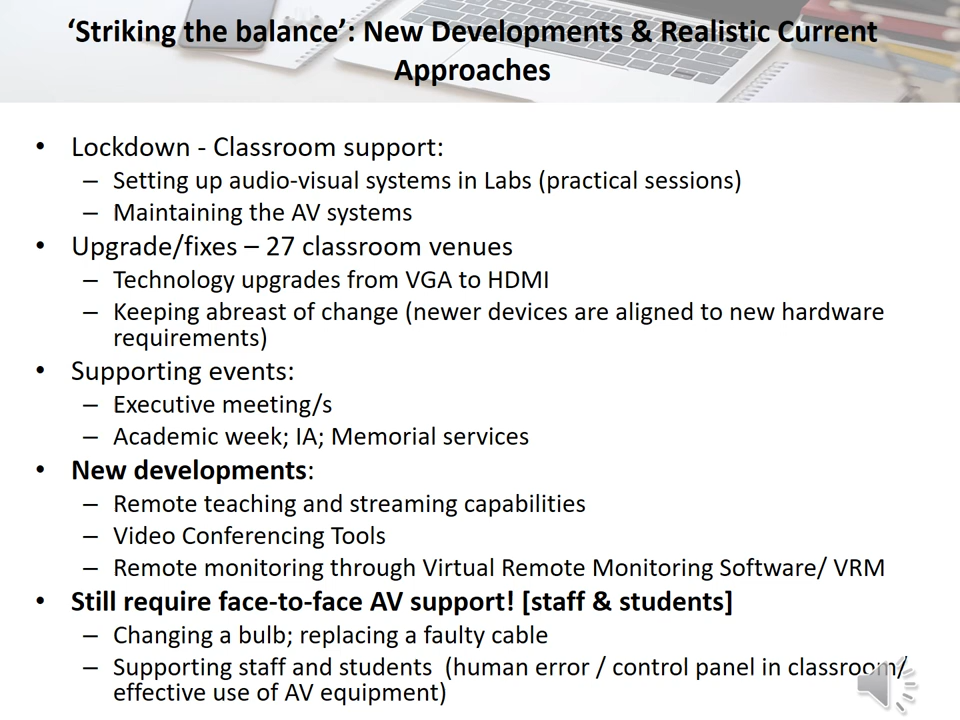 ‘Striking the balance’: New Developments & Realistic Current
Approaches
• Lockdown - Classroom support:
– Setting up audio-visual systems in Labs (practical sessions)
– Maintaining the AV systems
• Upgrade/fixes – 27 classroom venues
– Technology upgrades from VGA to HDMI
– Keeping abreast of change (newer devices are aligned to new hardware
requirements)
• Supporting events:
– Executive meeting/s
– Academic week; IA; Memorial services
• New developments:
– Remote teaching and streaming capabilities
– Video Conferencing Tools
– Remote monitoring through Virtual Remote Monitoring Software/ VRM
• Still require face-to-face AV support! [staff & students]
– Changing a bulb; replacing a faulty cable
– Supporting staff and students (human error / control panel in classroom/
effective use of AV equipment)